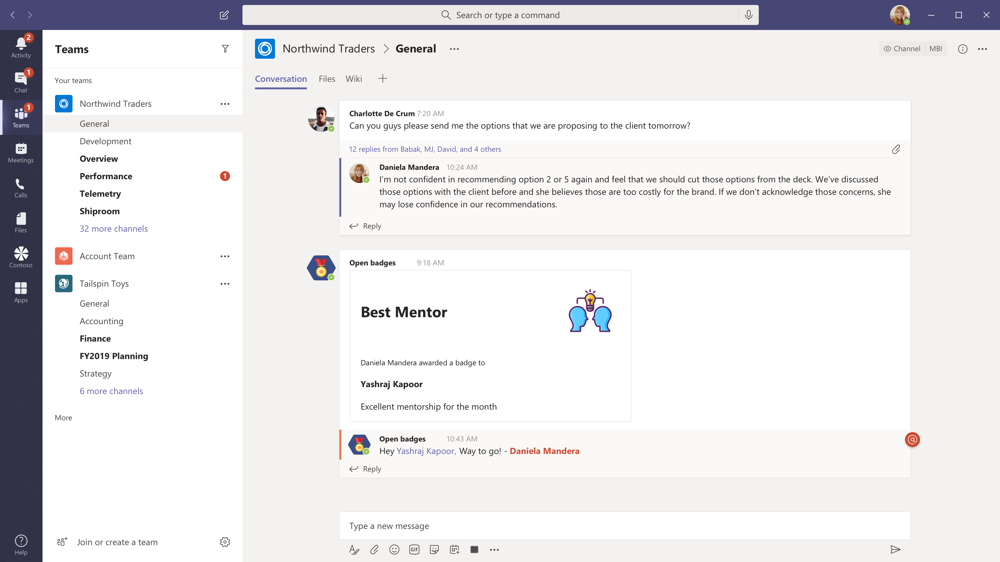 Search or type a command
2
Activity
1
Chat
1
Teams
Meetings
Calls
Files
Contoso
Apps
Help
Teams
Your teams
Northwind Traders
General
Development
Overview
Performance 1
Telemetry
Shiproom
32 more channels
Account Team
Tailspin Toys
General
Accounting
Finance
FY2019 Planning
Strategy
6 more channels
More
Join or create a team
Northwind Traders > General
Channel MBI
Conversation Files Wiki
Charlotte De Crum 7:20 AM
Can you guys please send me the options that we are proposing to the client tomorrow?
12 replies from Babak, MJ, David, and 4 others
Daniela Mandera 10:24 AM
I’m not confident in recommending option 2 or 5 again and feel that we should cut those options from the deck. We’ve discussed
those options with the client before and she believes those are too costly for the brand. If we don’t acknowledge those concerns, she
may lose confidence in our recommendations.
Reply
Open badges 9:18 AM
Best Mentor
Daniela Mandera awarded a badge to
Yashraj Kapoor
Excellent mentorship for the month
Open badges 10:43 AM
Hey Yashraj Kapoor, Way to go! - Daniela Mandera
@
Reply
Type a new message
GIF